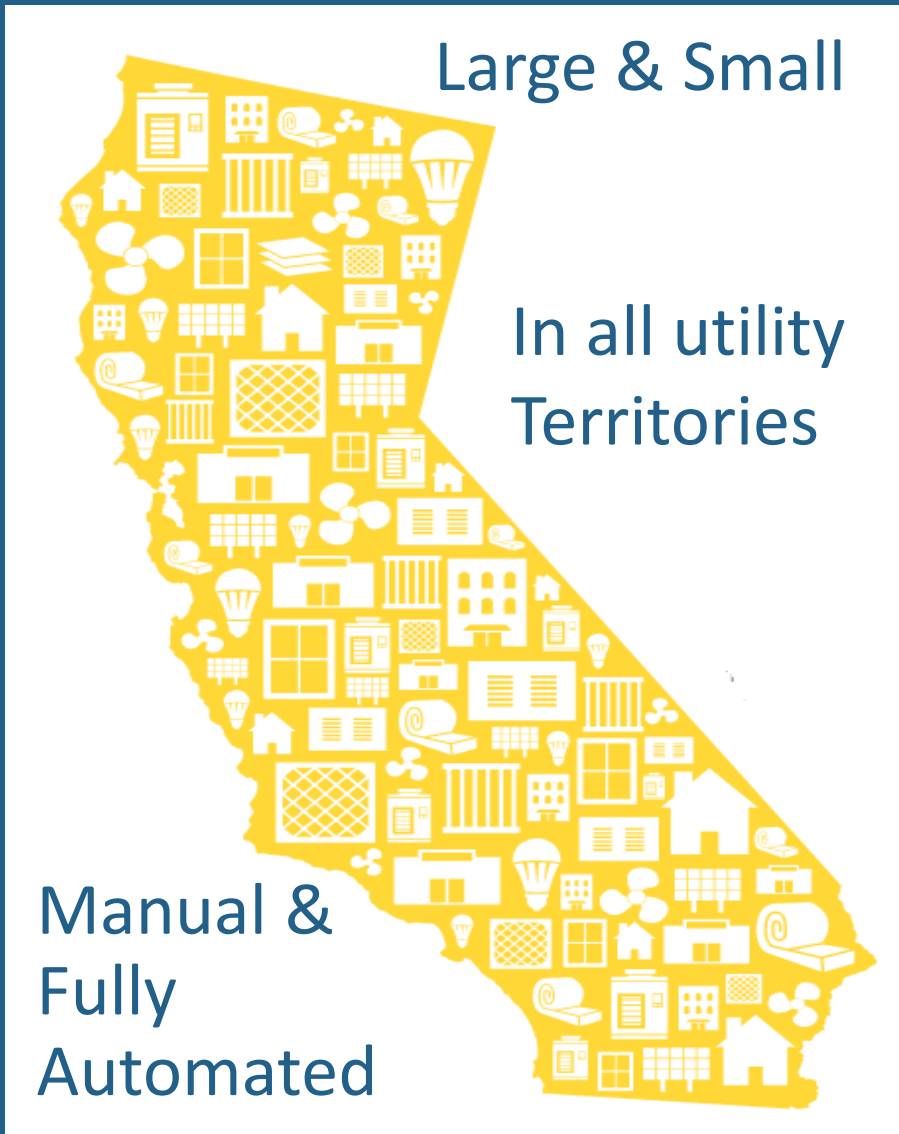 Large & Small
In all utility
Territories
Manual &
Fully
Automated